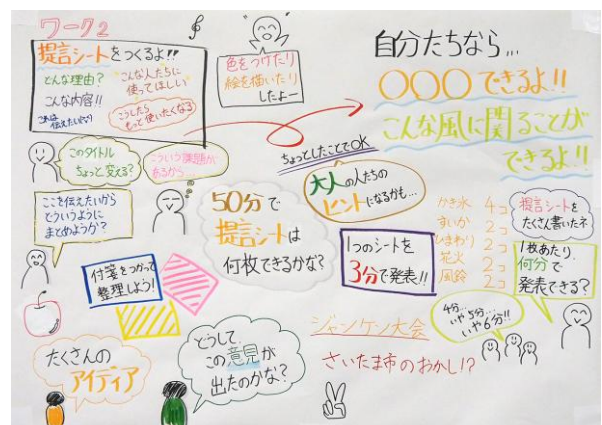 ワーク2
提言シートをつくるよ!!
どんな理由?
こんな人たちに
使ってほしい
こんな内容!!
これは
伝えたい(らい)
こうしたら
もっと使いたくなる
色をつけたり
絵を描いたり
したよー
自分たちなら…
○○○できるよ!!
こんな風に関ることが
できるよ!!
このタイトル
ちょっと変える?
こういう課題が
あるから…
ちょっとしたことでOK
大人の人たちの
ヒントになるかも…
ここを伝えたいから
どういうように
まとめようか?
50分で
提言シートは
何枚できるかな?
かき氷 4コ
すいか 2コ
ひまわり 2コ
花火 2コ
風鈴 2コ
提言シートを
たくさん書いたネ
1つのシートを
3分で発表!!
1枚あたり
何分で
発表できる?
付箋をつかって
整理しよう!
4分…
いや5分…
いや6分!!
たくさんの
アイディア
どうして
この意見が
出たのかな?
ジャンケン大会
さいたま市のおかし!?